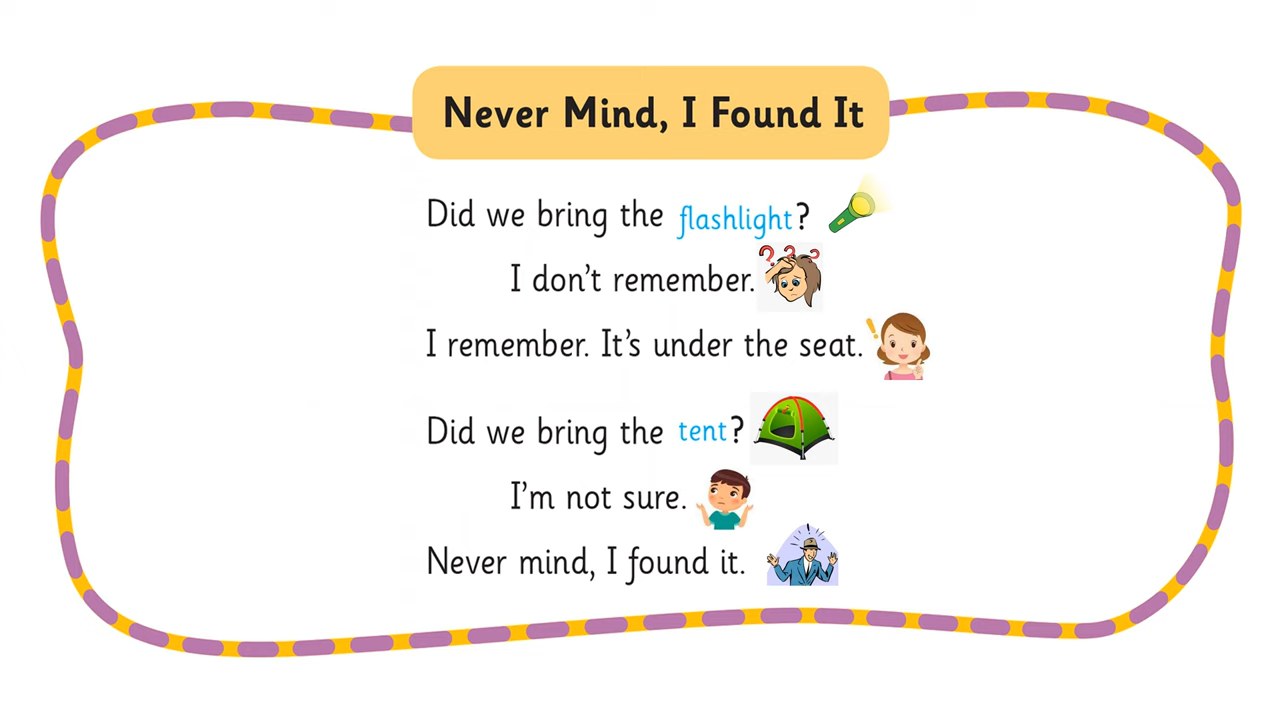 Never Mind, I Found It
Did we bring the flashlight?
I don't remember.
I remember. It's under the seat.
Did we bring the tent?
I'm not sure.
Never mind, I found it.